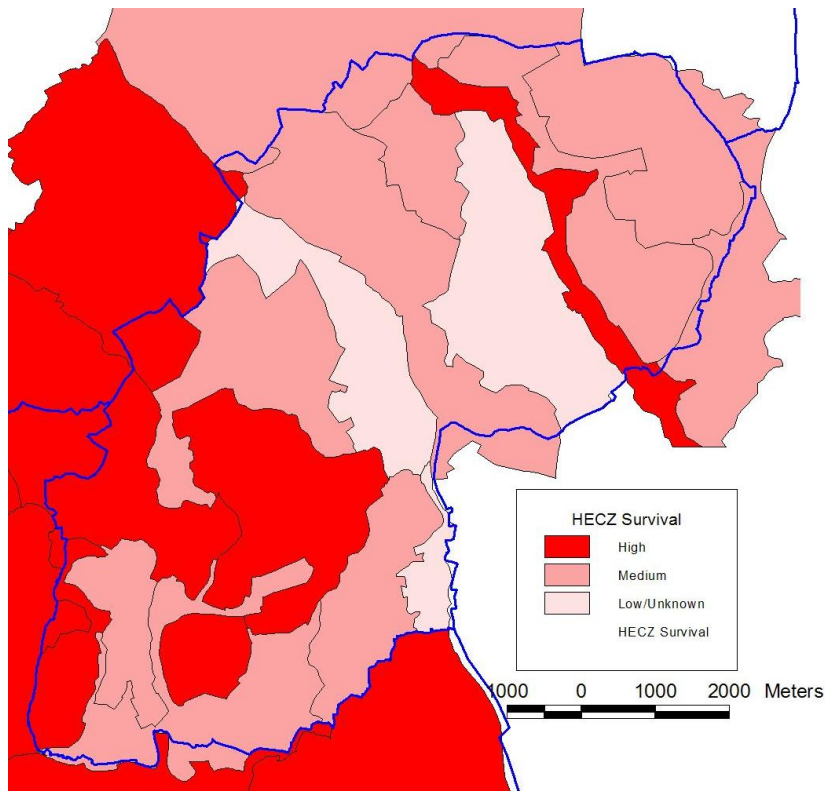 HECZ Survival
High
Medium
Low/Unknown
HECZ Survival
1000 0 1000 2000 Meters